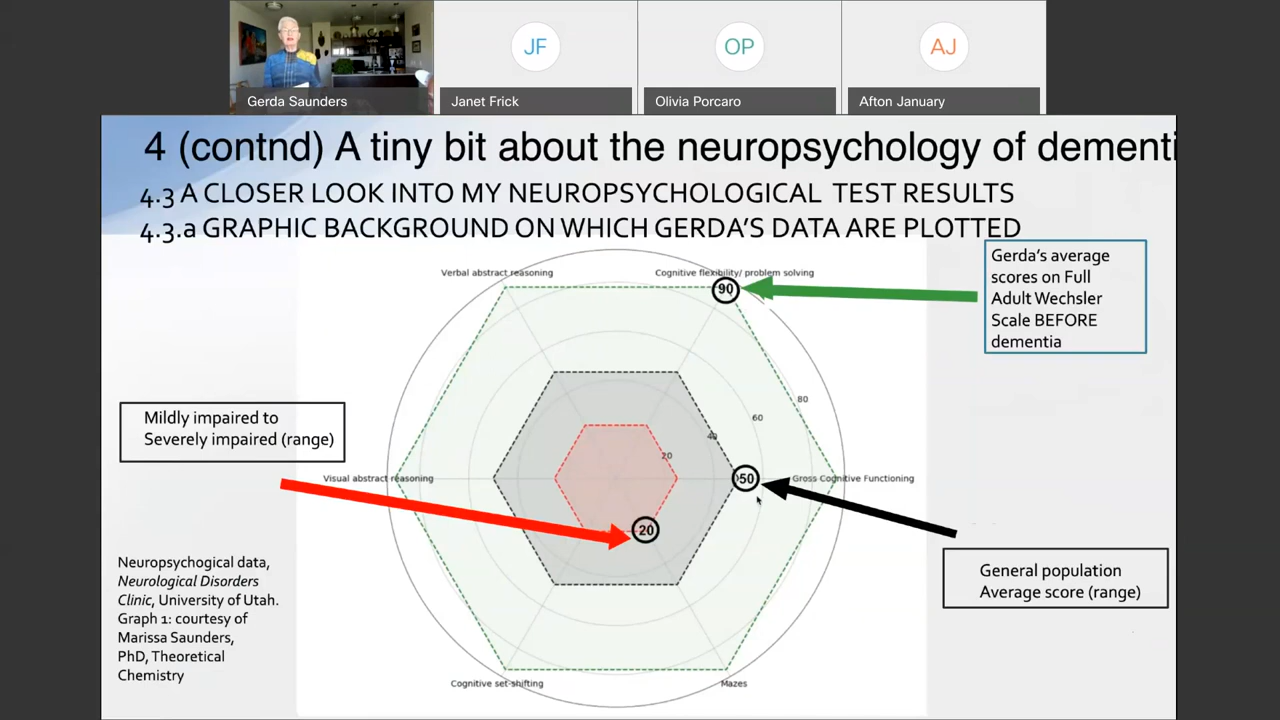 JF
OP
AJ
Gerda Saunders
Janet Frick
Olivia Porcaro
Afton January
4 (contnd) A tiny bit about the neuropsychology of dementi
4.3 A CLOSER LOOK INTO MY NEUROPSYCHOLOGICAL TEST RESULTS
4.3.a GRAPHIC BACKGROUND ON WHICH GERDA'S DATA ARE PLOTTED
Gerda's average
scores on Full
Adult Wechsler
Scale BEFORE
dementia
Verbal abstract reasoning
Cognitive flexibility/ problem solving
90
80
60
40
20
Mildly impaired to
Severely impaired (range)
Visual abstract reasoning
50
Gross Cognitive Functioning
20
General population
Average score (range)
Neuropsychogical data,
Neurological Disorders
Clinic, University of Utah.
Graph 1: courtesy of
Marissa Saunders,
PhD, Theoretical
Chemistry
Cognitive set-shifting
Mazes